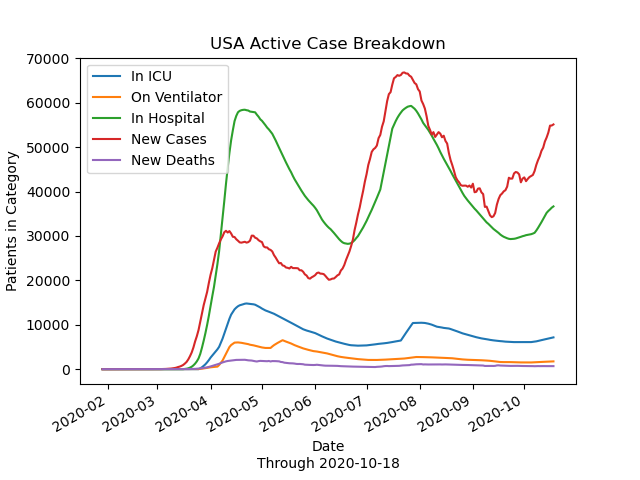 USA Active Case Breakdown
In ICU
On Ventilator
In Hospital
New Cases
New Deaths
Patients in Category
70000
60000
50000
40000
30000
20000
10000
0
2020-02
2020-03
2020-04
2020-05
2020-06
2020-07
2020-08
2020-09
2020-10
Date
Through 2020-10-18